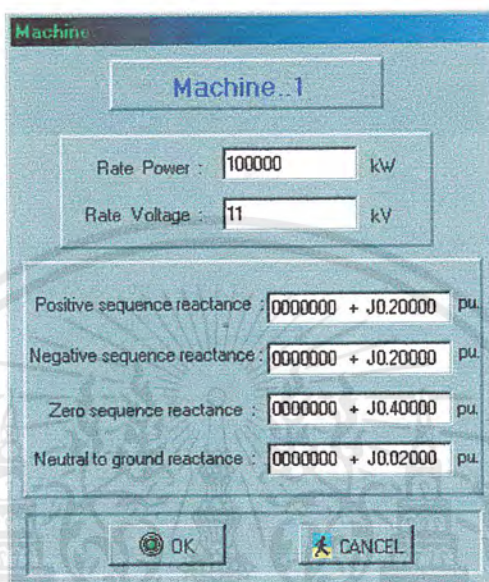 Machine
Machine..1
Rate Power : 100000 kW
Rate Voltage : 11 kV
Positive sequence reactance : 0000000 + J0.20000 pu.
Negative sequence reactance : 0000000 + J0.20000 pu.
Zero sequence reactance : 0000000 + J0.40000 pu.
Neutral to ground reactance : 0000000 + J0.02000 pu.
OK CANCEL